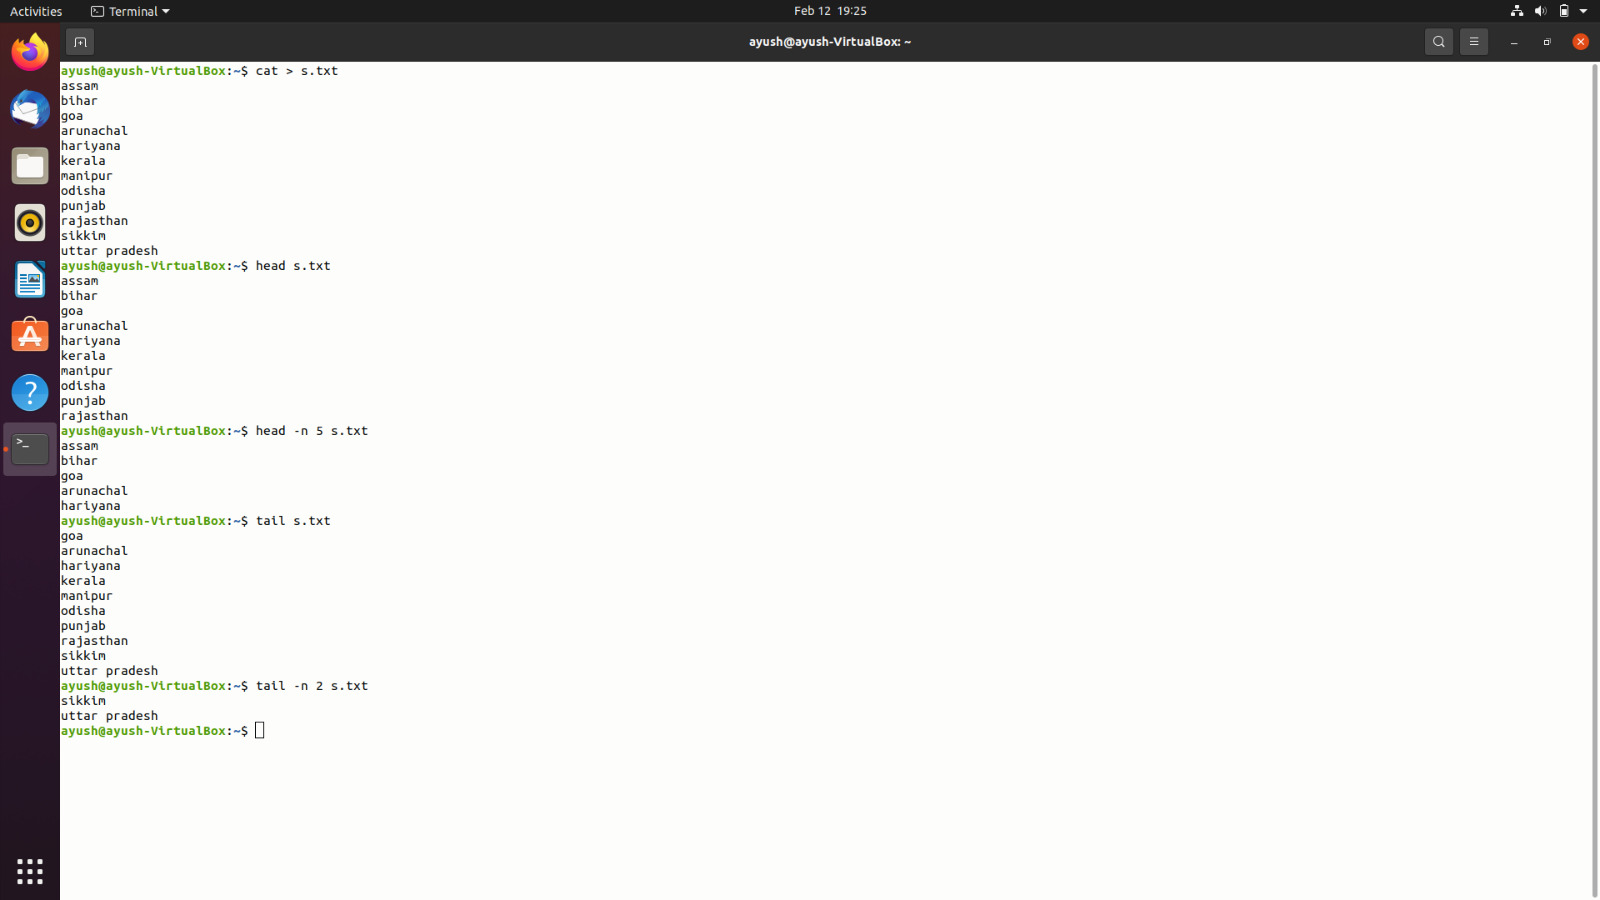 Activities
Terminal
Feb 12 19:25
ayush@ayush-VirtualBox: ~
ayush@ayush-VirtualBox:~$ cat > s.txt
assam
bihar
goa
arunachal
hariyana
kerala
manipur
odisha
punjab
rajasthan
sikkim
uttar pradesh
ayush@ayush-VirtualBox:~$ head s.txt
assam
bihar
goa
arunachal
hariyana
kerala
manipur
odisha
punjab
rajasthan
ayush@ayush-VirtualBox:~$ head -n 5 s.txt
assam
bihar
goa
arunachal
hariyana
ayush@ayush-VirtualBox:~$ tail s.txt
goa
arunachal
hariyana
kerala
manipur
odisha
punjab
rajasthan
sikkim
uttar pradesh
ayush@ayush-VirtualBox:~$ tail -n 2 s.txt
sikkim
uttar pradesh
ayush@ayush-VirtualBox:~$